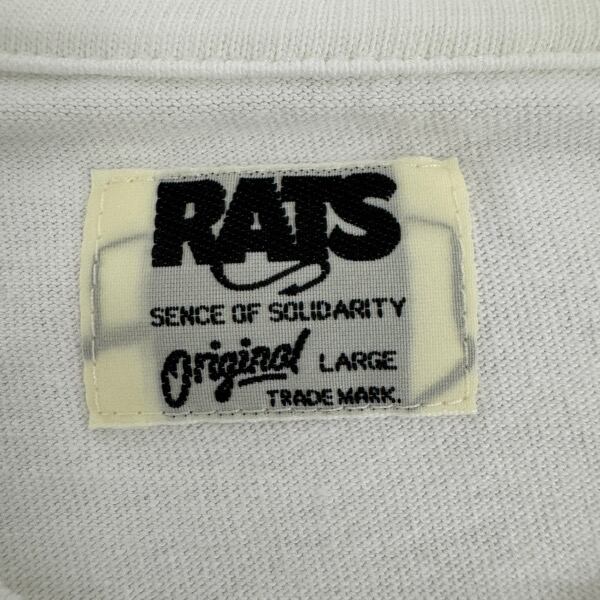 RATS
SENCE OF SOLIDARITY
Original LARGE
TRADE MARK.